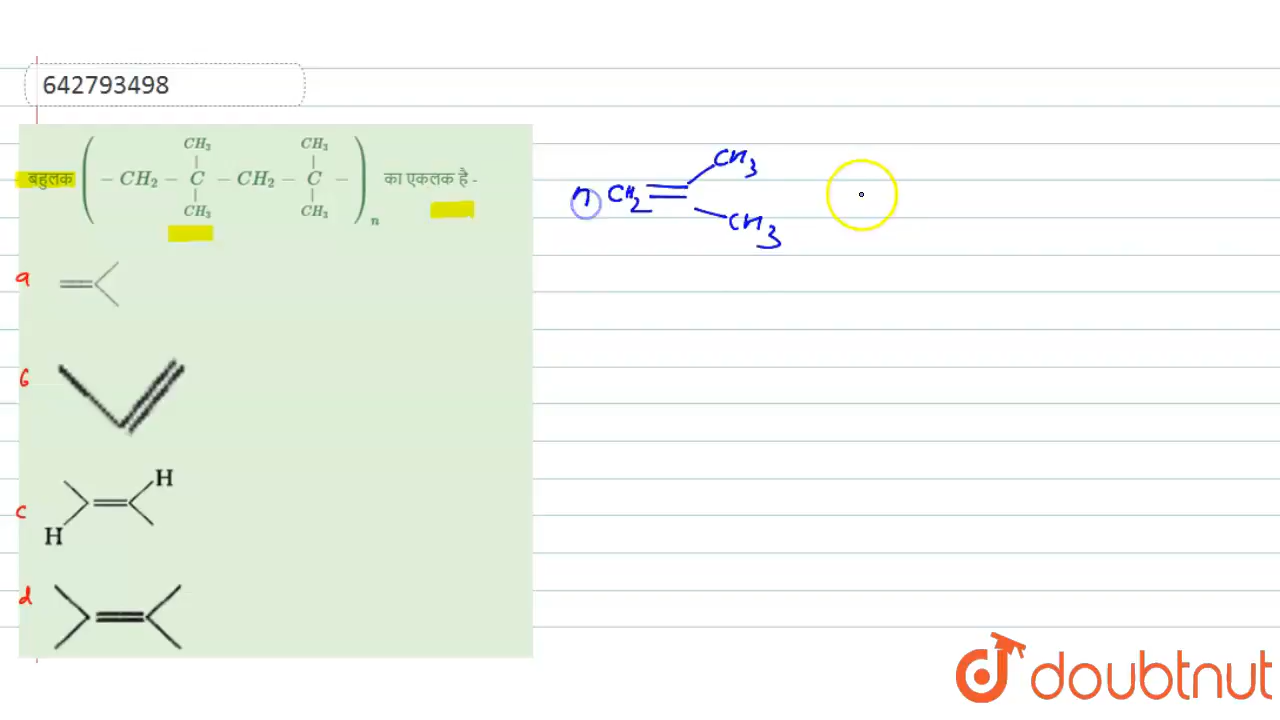 642793498
बहुलक ( - CH2 - C(CH3)(CH3) - CH2 - C(CH3)(CH3) - )n का एकलक है -
n CH2 = CH3
CH3
a
b
c H
H
d
doubtnut